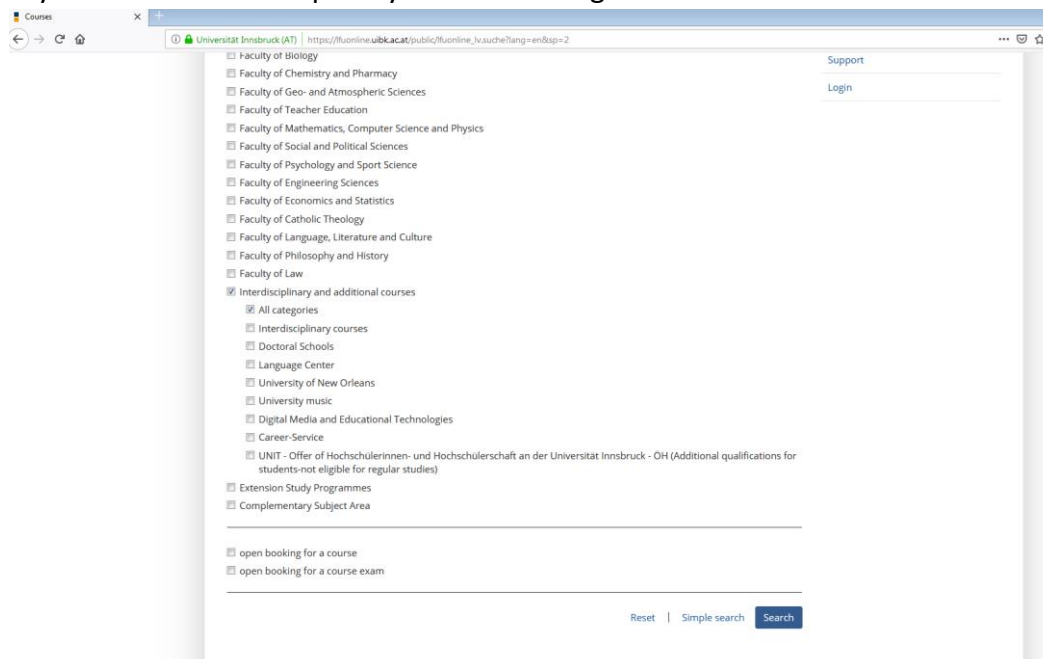 Courses
Universität Innsbruck (AT) https://lfuonline.uibk.ac.at/public/lfuonline_lv.suche?lang=en&sp=2
Faculty of Biology
Faculty of Chemistry and Pharmacy
Faculty of Geo- and Atmospheric Sciences
Faculty of Teacher Education
Faculty of Mathematics, Computer Science and Physics
Faculty of Social and Political Sciences
Faculty of Psychology and Sport Science
Faculty of Engineering Sciences
Faculty of Economics and Statistics
Faculty of Catholic Theology
Faculty of Language, Literature and Culture
Faculty of Philosophy and History
Faculty of Law
Interdisciplinary and additional courses
All categories
Interdisciplinary courses
Doctoral Schools
Language Center
University of New Orleans
University music
Digital Media and Educational Technologies
Career-Service
UNIT - Offer of Hochschülerinnen- und Hochschülerschaft an der Universität Innsbruck - ÖH (Additional qualifications for
students-not eligible for regular studies)
Extension Study Programmes
Complementary Subject Area
open booking for a course
open booking for a course exam
Reset | Simple search Search
Support
Login